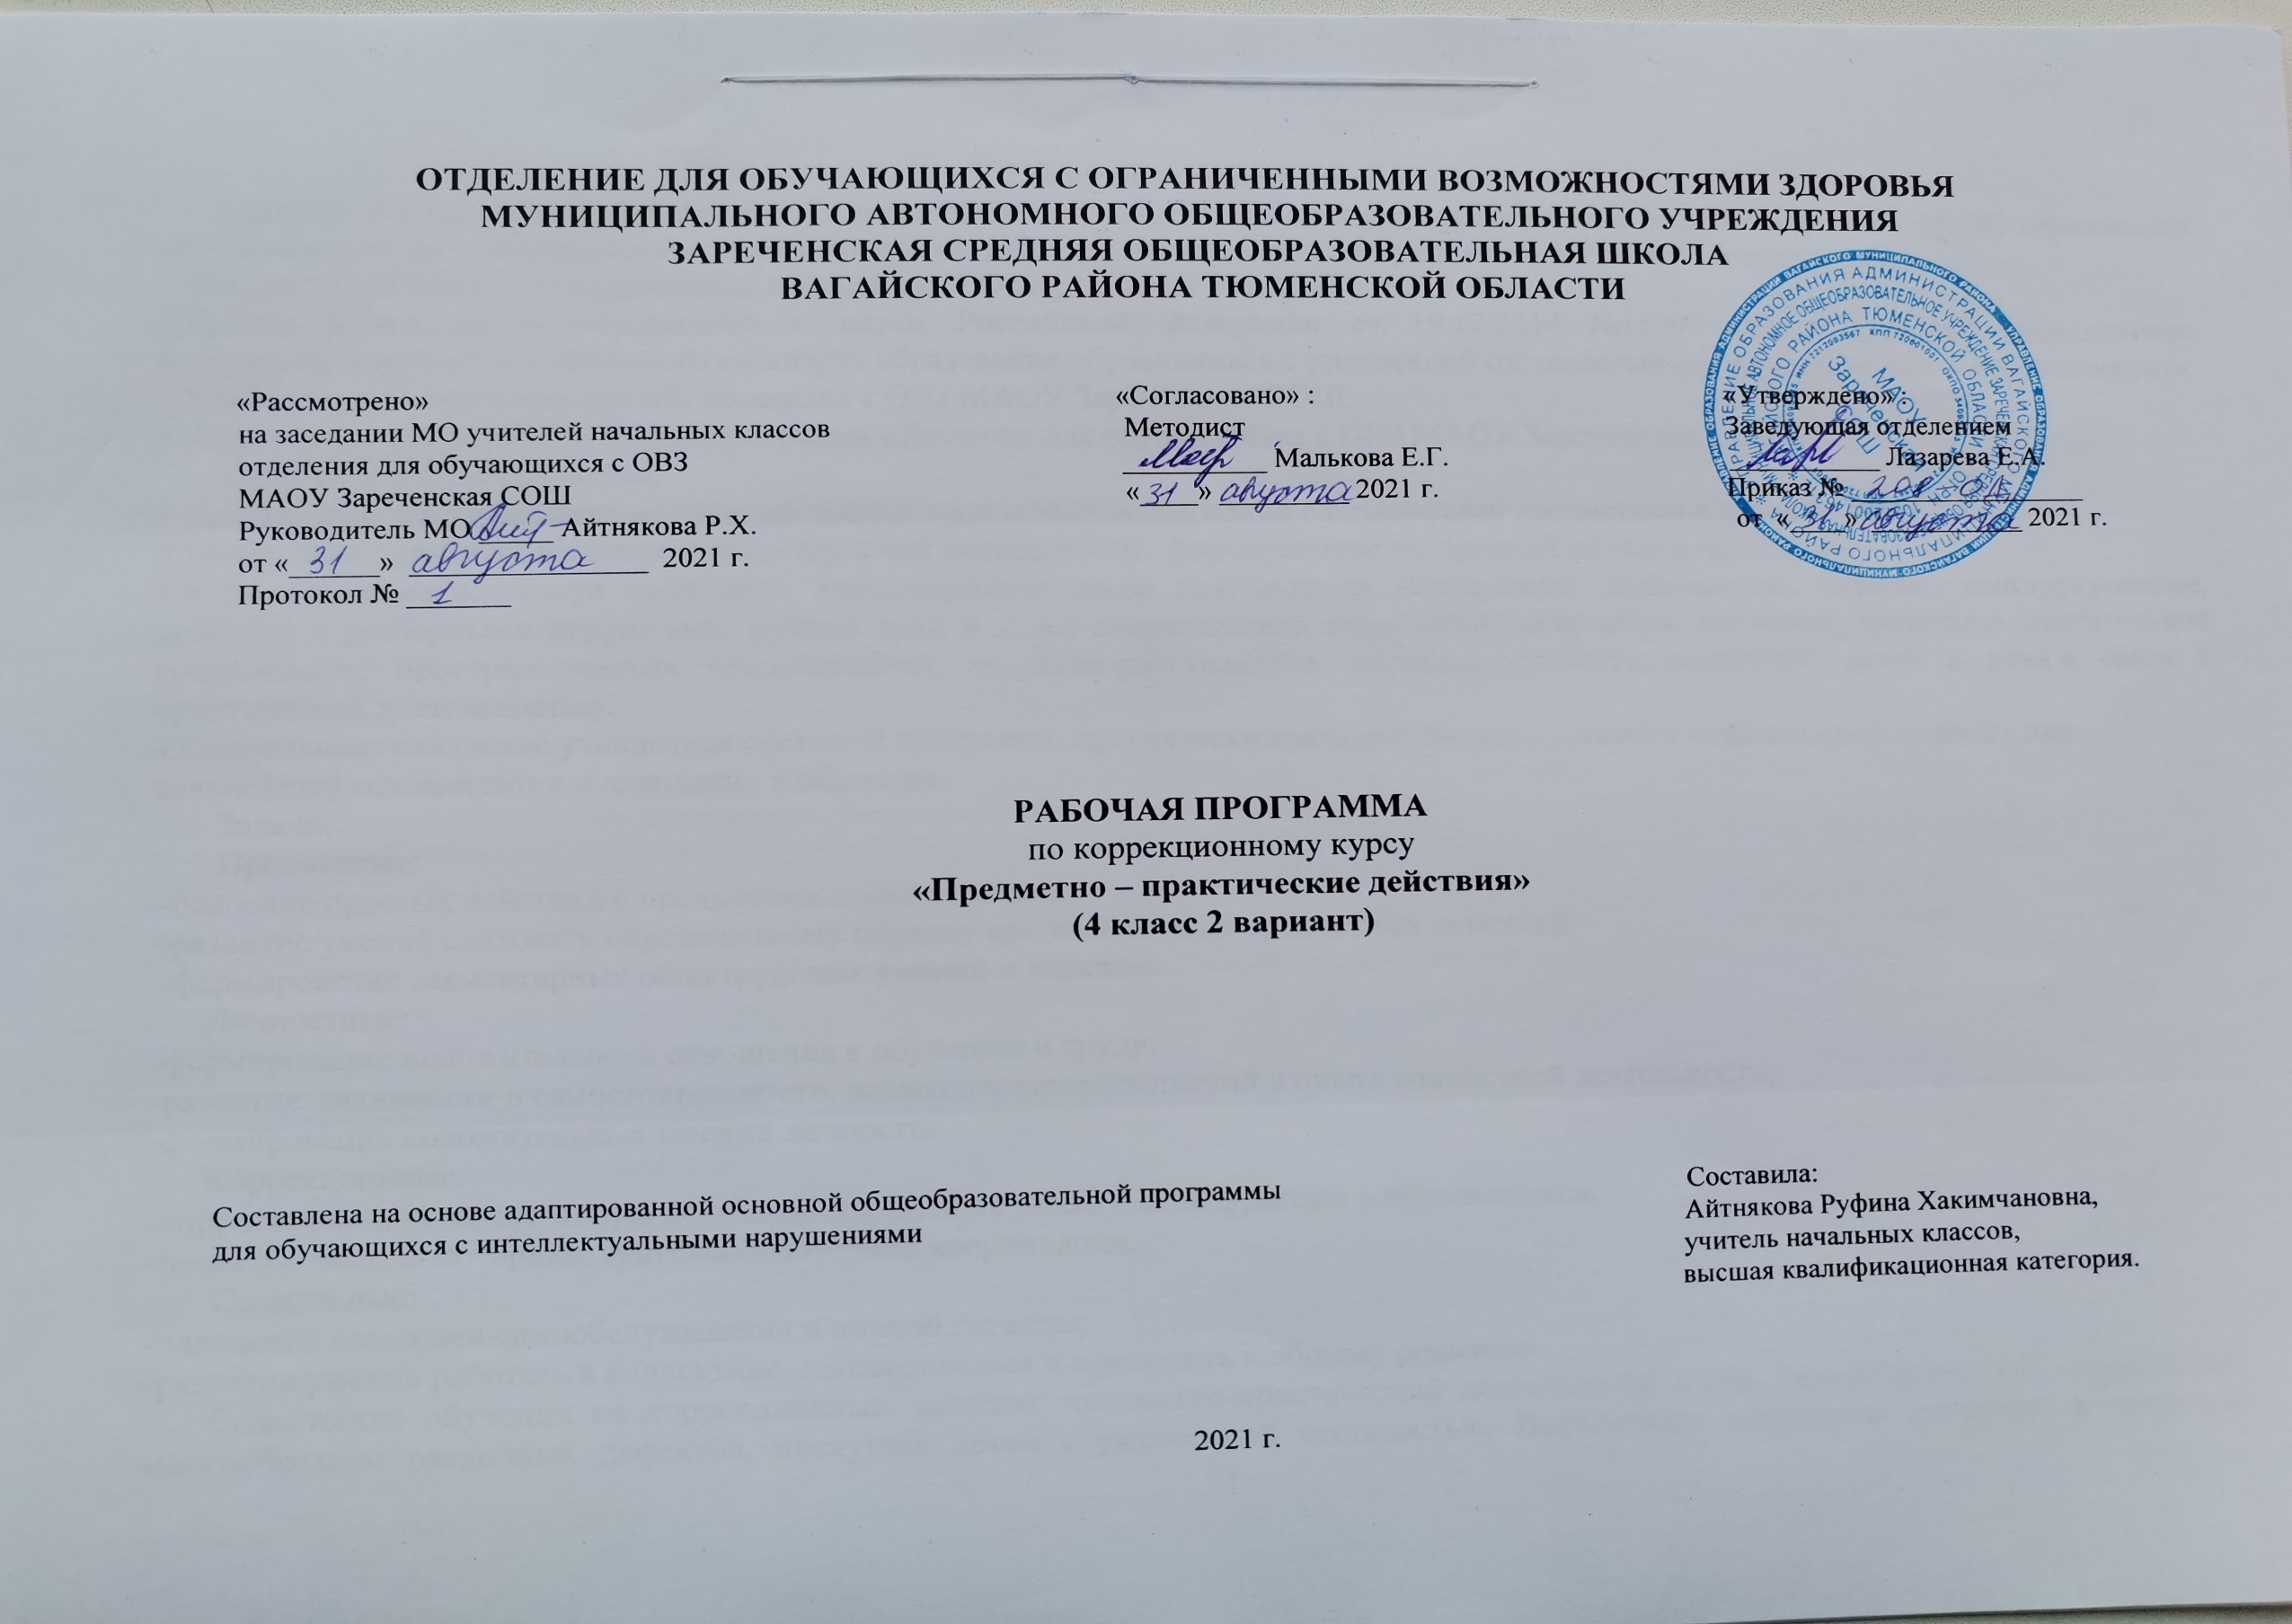 ОТДЕЛЕНИЕ ДЛЯ ОБУЧАЮЩИХСЯ С ОГРАНИЧЕННЫМИ ВОЗМОЖНОСТЯМИ ЗДОРОВЬЯ
МУНИЦИПАЛЬНОГО АВТОНОМНОГО ОБЩЕОБРАЗОВАТЕЛЬНОГО УЧРЕЖДЕНИЯ
ЗАРЕЧЕНСКАЯ СРЕДНЯЯ ОБЩЕОБРАЗОВАТЕЛЬНАЯ ШКОЛА
ВАГАЙСКОГО РАЙОНА ТЮМЕНСКОЙ ОБЛАСТИ
«Рассмотрено»
на заседании МО учителей начальных классов
отделения для обучающихся с ОВЗ
МАОУ Зареченская СОШ
Руководитель МО Айтнякова Р.Х.
от « 31 » августа 2021 г.
Протокол № 1
«Согласовано» :
Методист
Малькова Е.Г.
« 31 » августа 2021 г.
«Утверждено» :
Заведующая отделением
Лазарева Е.А.
Приказ №
от « 31 » августа 2021 г.
МАОУ
Зареченская
СОШ
РАБОЧАЯ ПРОГРАММА
по коррекционному курсу
«Предметно – практические действия»
(4 класс 2 вариант)
Составлена на основе адаптированной основной общеобразовательной программы
для обучающихся с интеллектуальными нарушениями
Составила:
Айтнякова Руфина Хакимчановна,
учитель начальных классов,
высшая квалификационная категория.
2021 г.